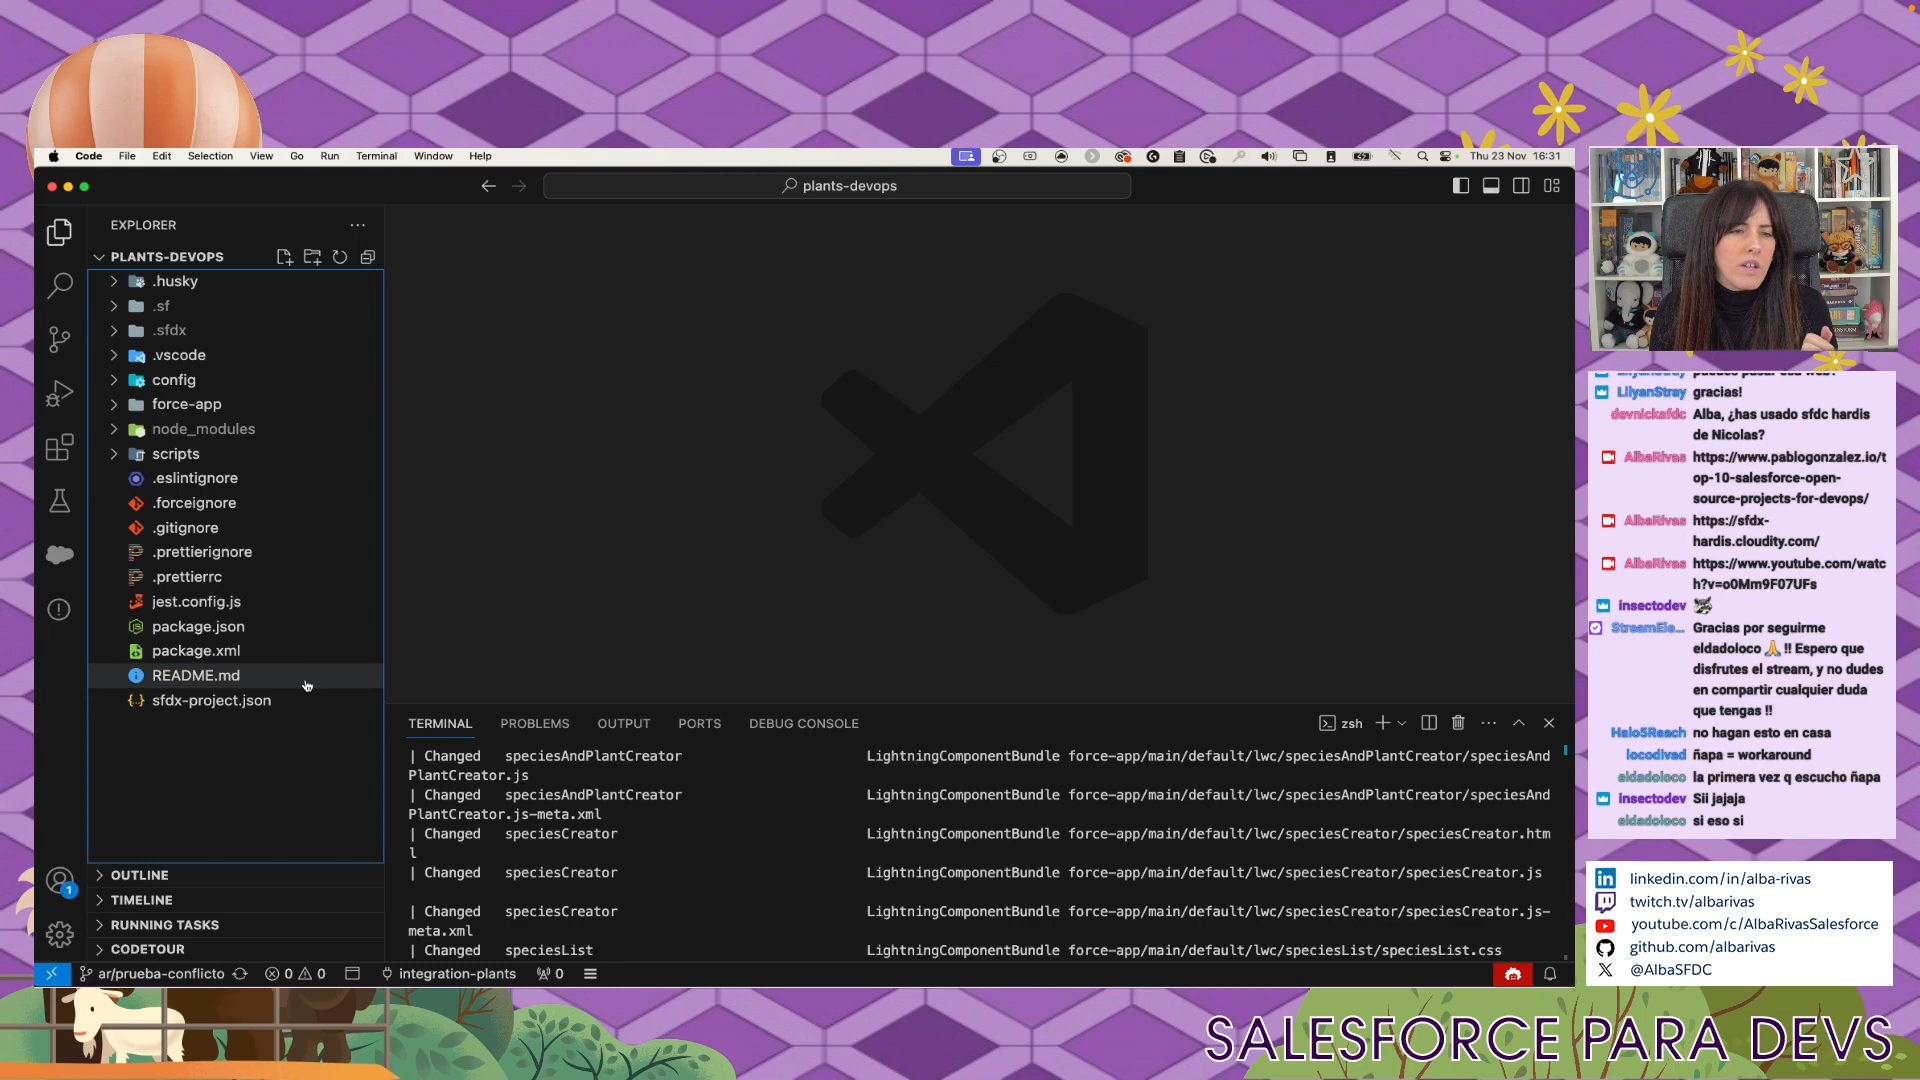 Code File Edit Selection View Go Run Terminal Window Help
Thu 23 Nov 16:31
plants-devops
EXPLORER
PLANTS-DEVOPS
.husky
.sf
.sfdx
.vscode
config
force-app
node_modules
scripts
.eslintignore
.forceignore
.gitignore
.prettierignore
.prettierrc
jest.config.js
package.json
package.xml
README.md
sfdx-project.json
OUTLINE
TIMELINE
RUNNING TASKS
CODETOUR
1
TERMINAL PROBLEMS OUTPUT PORTS DEBUG CONSOLE
zsh
| Changed speciesAndPlantCreator LightningComponentBundle force-app/main/default/lwc/speciesAndPlantCreator/speciesAnd
PlantCreator.js
| Changed speciesAndPlantCreator LightningComponentBundle force-app/main/default/lwc/speciesAndPlantCreator/speciesAnd
PlantCreator.js-meta.xml
| Changed speciesCreator LightningComponentBundle force-app/main/default/lwc/speciesCreator/speciesCreator.htm
l
| Changed speciesCreator LightningComponentBundle force-app/main/default/lwc/speciesCreator/speciesCreator.js
| Changed speciesCreator LightningComponentBundle force-app/main/default/lwc/speciesCreator/speciesCreator.js-
meta.xml
| Changed speciesList LightningComponentBundle force-app/main/default/lwc/speciesList/speciesList.css
ar/prueba-conflicto 0 0 integration-plants 0
LilyanStray gracias!
devnickafdc Alba, ¿has usado sfdc hardis
de Nicolas?
AlbaRivas https://www.pablogonzalez.io/t
op-10-salesforce-open-
source-projects-for-devops/
AlbaRivas https://sfdx-
hardis.cloudity.com/
AlbaRivas https://www.youtube.com/watc
h?v=o0Mm9F07UFs
insectodev
StreamEle... Gracias por seguirme
eldadoloco !! Espero que
disfrutes el stream, y no dudes
en compartir cualquier duda
que tengas !!
Halo5Reach no hagan esto en casa
locodivad ñapa = workaround
eldadoloco la primera vez q escucho ñapa
insectodev Sii jajaja
eldadoloco si eso si
linkedin.com/in/alba-rivas
twitch.tv/albarivas
youtube.com/c/AlbaRivasSalesforce
github.com/albarivas
@AlbaSFDC
SALESFORCE PARA DEVS